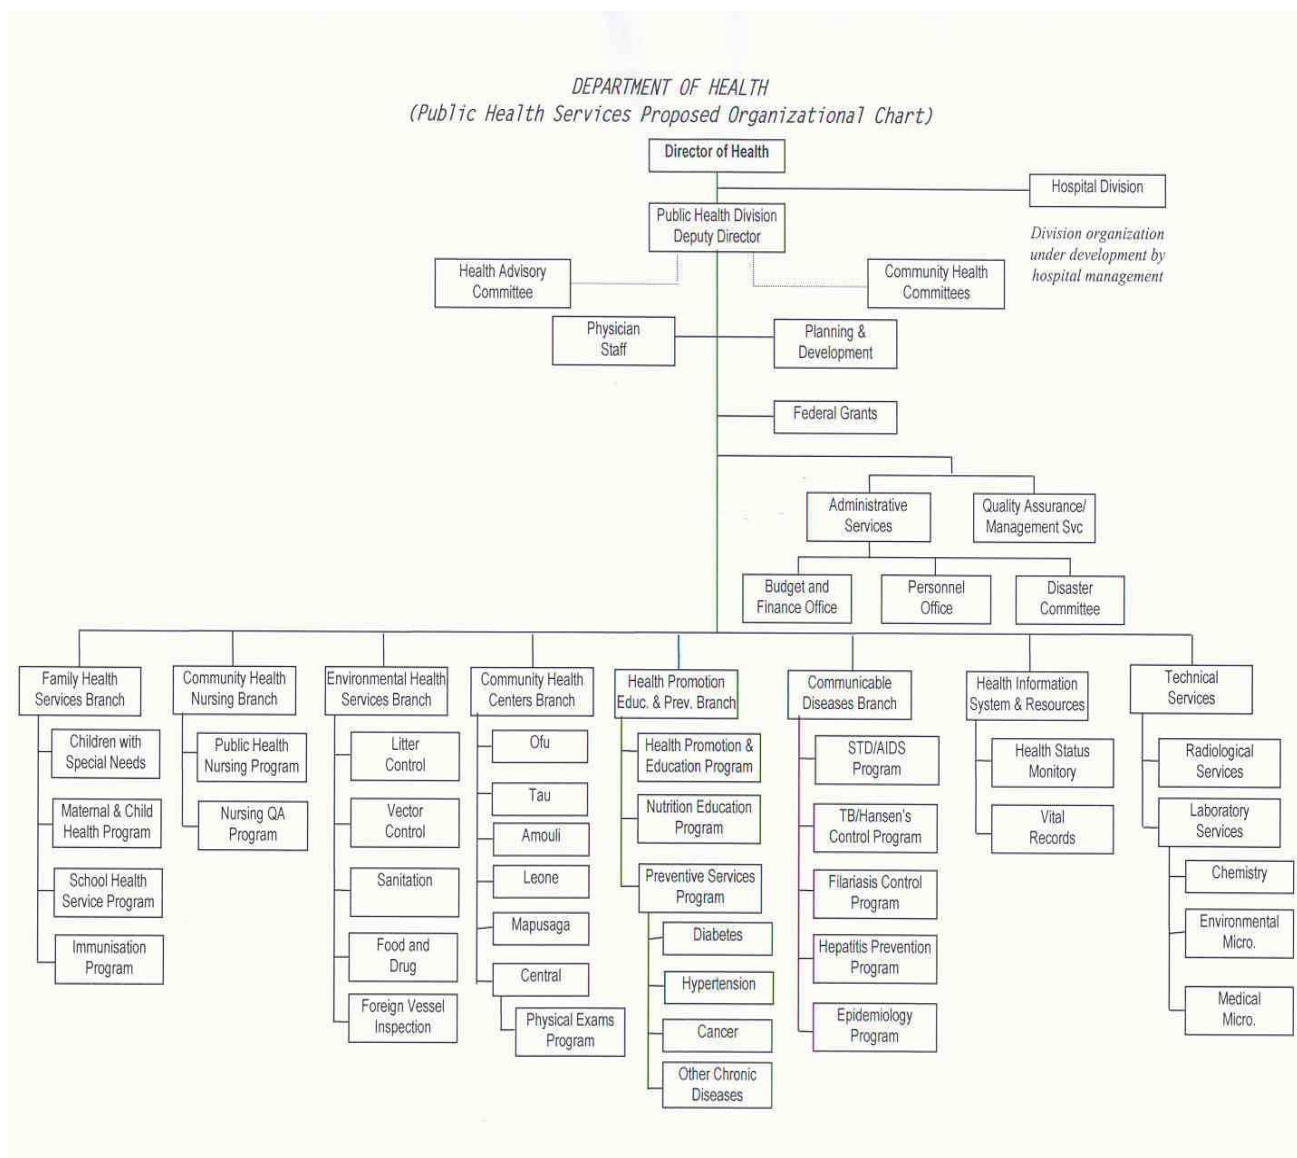 DEPARTMENT OF HEALTH
(Public Health Services Proposed Organizational Chart)
Director of Health
Hospital Division
Public Health Division
Deputy Director
Division organization
under development by
hospital management
Health Advisory
Committee
Community Health
Committees
Physician
Staff
Planning &
Development
Federal Grants
Administrative
Services
Quality Assurance/
Management Svc
Budget and
Finance Office
Personnel
Office
Disaster
Committee
Family Health
Services Branch
Children with
Special Needs
Maternal & Child
Health Program
School Health
Service Program
Immunisation
Program
Community Health
Nursing Branch
Public Health
Nursing Program
Nursing QA
Program
Environmental Health
Services Branch
Litter
Control
Vector
Control
Sanitation
Food and
Drug
Foreign Vessel
Inspection
Community Health
Centers Branch
Ofu
Tau
Amouli
Leone
Mapusaga
Central
Physical Exams
Program
Health Promotion
Educ. & Prev. Branch
Health Promotion &
Education Program
Nutrition Education
Program
Preventive Services
Program
Diabetes
Hypertension
Cancer
Other Chronic
Diseases
Communicable
Diseases Branch
STD/AIDS
Program
TB/Hansen's
Control Program
Filariasis Control
Program
Hepatitis Prevention
Program
Epidemiology
Program
Health Information
System & Resources
Health Status
Monitory
Vital
Records
Technical
Services
Radiological
Services
Laboratory
Services
Chemistry
Environmental
Micro.
Medical
Micro.